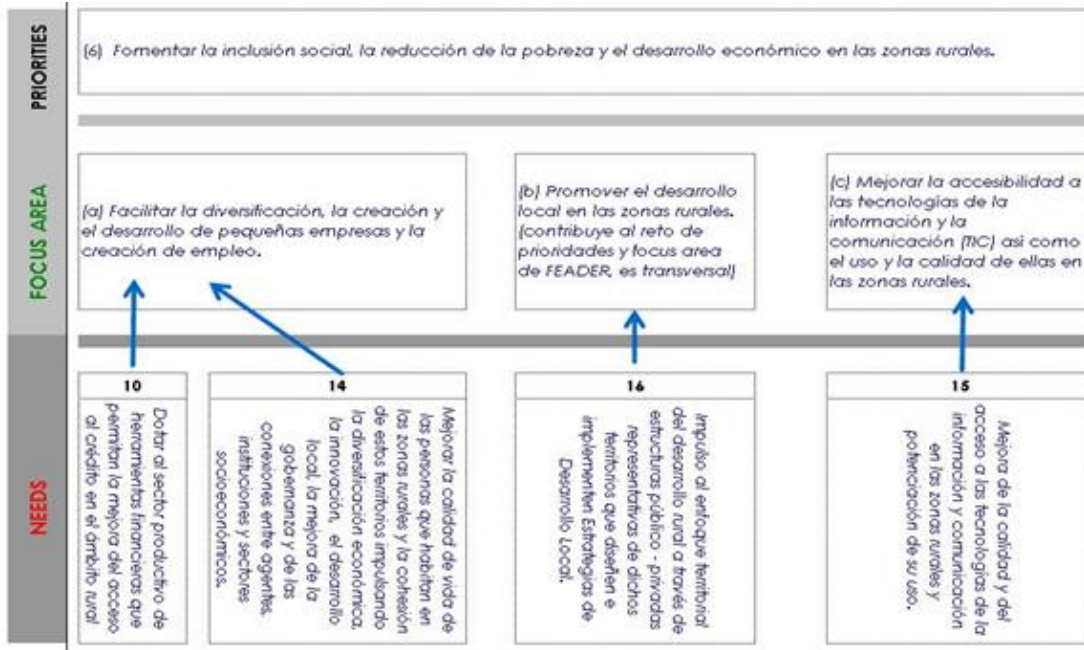 PRIORITIES
(6) Fomentar la inclusión social, la reducción de la pobreza y el desarrollo económico en las zonas rurales.
FOCUS AREA
(a) Facilitar la diversificación, la creación y
el desarrollo de pequeñas empresas y la
creación de empleo.
(b) Promover el desarrollo
local en las zonas rurales.
(contribuye al reto de
prioridades y focus area
de FEADER, es transversal)
(c) Mejorar la accesibilidad a
las tecnologías de la
información y la
comunicación (TIC) así como
el uso y la calidad de ellas en
las zonas rurales.
NEEDS
10
Dotar al sector productivo de
herramientas financieras que
permitan la mejora del acceso
al crédito en el ámbito rural
14
Mejorar la calidad de vida de
las personas que habitan en
las zonas rurales y la cohesión
de estos territorios impulsando
la diversificación económica,
la innovación, el desarrollo
local, la mejora de la
gobernanza y de las
conexiones entre agentes,
instituciones y sectores
socioeconómicos.
16
Impulso al enfoque territorial
del desarrollo rural a través de
estructuras público - privadas
representativas de dichos
territorios que diseñen e
implementen Estrategias de
Desarrollo Local.
15
Mejora de la calidad y del
acceso a las tecnologías de la
información y comunicación
en las zonas rurales y
potenciación de su uso.